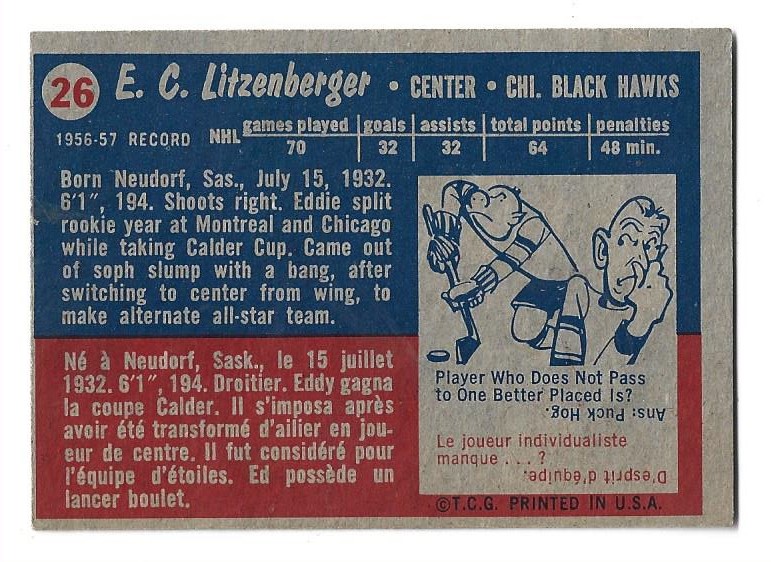 26 E. C. Litzenberger • CENTER • CHI. BLACK HAWKS
games played goals assists total points penalties
1956-57 RECORD NHL 70 32 32 64 48 min.
Born Neudorf, Sas., July 15, 1932.
6'1", 194. Shoots right. Eddie split
rookie year at Montreal and Chicago
while taking Calder Cup. Came out
of soph slump with a bang, after
switching to center from wing, to
make alternate all-star team.
Né à Neudorf, Sask., le 15 juillet
1932. 6'1", 194. Droitier. Eddy gagna
la coupe Calder. Il s'imposa après
avoir été transformé d'ailier en jou-
eur de centre. Il fut considéré pour
l'équipe d'étoiles. Ed possède un
lancer boulet.
Player Who Does Not Pass
to One Better Placed Is?
Ans: Puck Hog.
Le joueur individualiste
manque . . . ?
D'esprit d'équipe.
©T.C.G. PRINTED IN U.S.A.